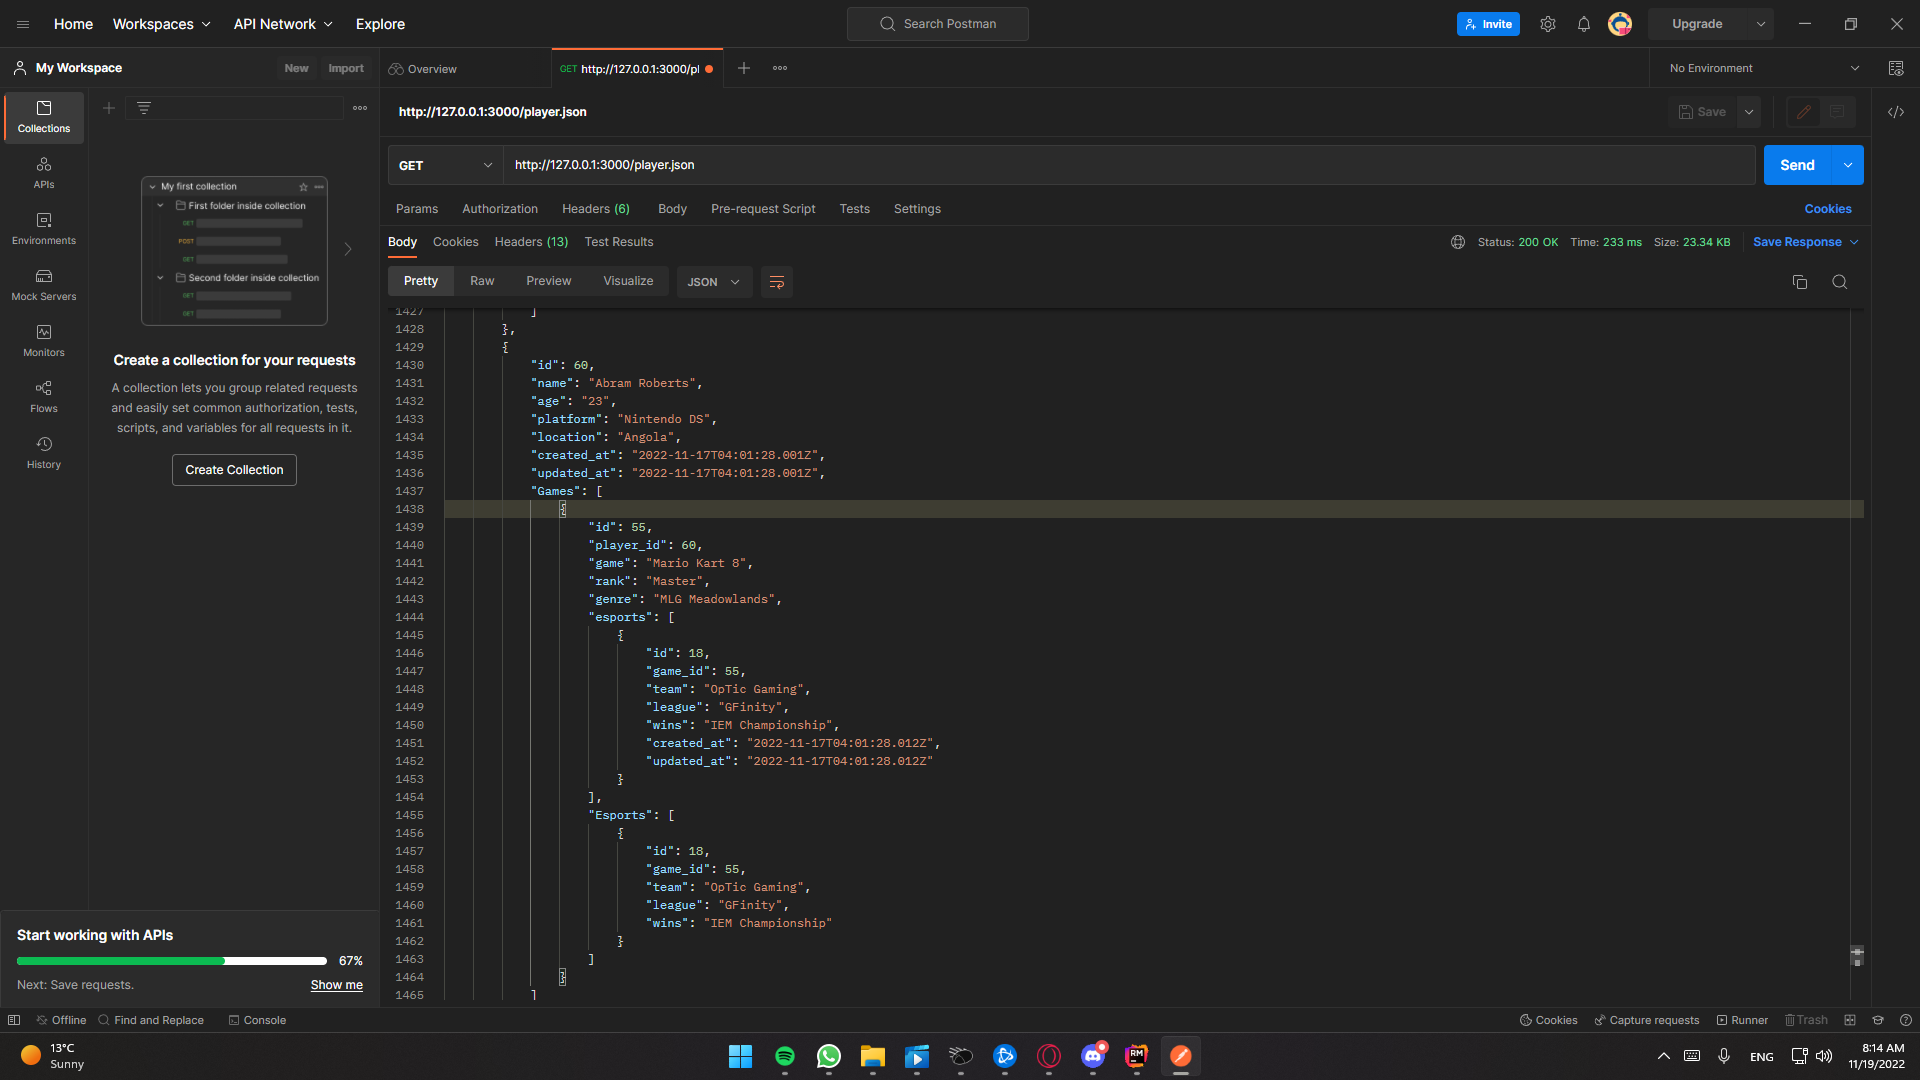 Home Workspaces API Network Explore Search Postman Invite Upgrade
My Workspace New Import Overview GET http://127.0.0.1:3000/pl No Environment
http://127.0.0.1:3000/player.json Save
Collections
APIs
Environments
Mock Servers
Monitors
Flows
History
My first collection
First folder inside collection
GET
POST
GET
Second folder inside collection
GET
GET
Create a collection for your requests
A collection lets you group related requests
and easily set common authorization, tests,
scripts, and variables for all requests in it.
Create Collection
Start working with APIs
67%
Next: Save requests. Show me
GET http://127.0.0.1:3000/player.json Send
Params Authorization Headers (6) Body Pre-request Script Tests Settings Cookies
Body Cookies Headers (13) Test Results Status: 200 OK Time: 233 ms Size: 23.34 KB Save Response
Pretty Raw Preview Visualize JSON
1427 ]
1428 },
1429 {
1430 "id": 60,
1431 "name": "Abram Roberts",
1432 "age": "23",
1433 "platform": "Nintendo DS",
1434 "location": "Angola",
1435 "created_at": "2022-11-17T04:01:28.001Z",
1436 "updated_at": "2022-11-17T04:01:28.001Z",
1437 "Games": [
1438 {
1439 "id": 55,
1440 "player_id": 60,
1441 "game": "Mario Kart 8",
1442 "rank": "Master",
1443 "genre": "MLG Meadowlands",
1444 "esports": [
1445 {
1446 "id": 18,
1447 "game_id": 55,
1448 "team": "OpTic Gaming",
1449 "league": "GFinity",
1450 "wins": "IEM Championship",
1451 "created_at": "2022-11-17T04:01:28.012Z",
1452 "updated_at": "2022-11-17T04:01:28.012Z"
1453 }
1454 ],
1455 "Esports": [
1456 {
1457 "id": 18,
1458 "game_id": 55,
1459 "team": "OpTic Gaming",
1460 "league": "GFinity",
1461 "wins": "IEM Championship"
1462 }
1463 ]
1464 }
1465 ]
Offline Find and Replace Console Cookies Capture requests Runner Trash
13°C
Sunny
RM
ENG
8:14 AM
11/19/2022